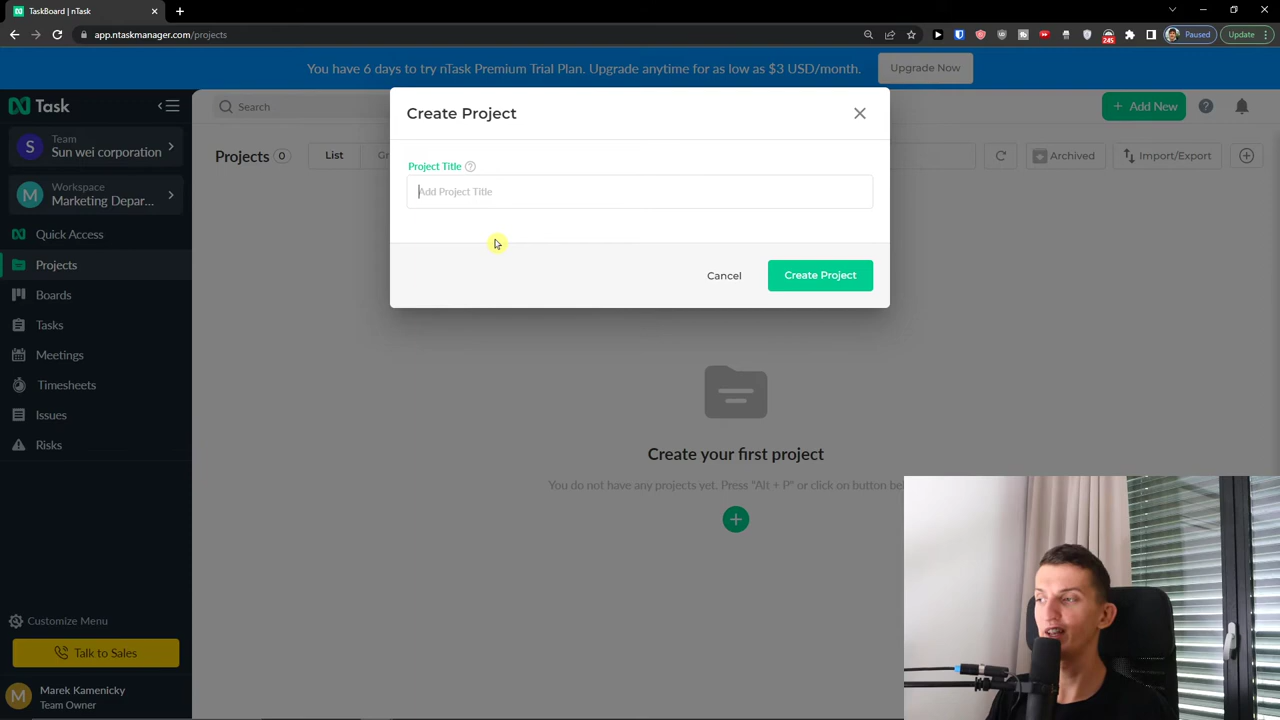 TaskBoard | nTask
app.ntaskmanager.com/projects
245
Paused
Update
You have 6 days to try nTask Premium Trial Plan. Upgrade anytime for as low as $3 USD/month.
Upgrade Now
Task
Search
Add New
S
Team
Sun wei corporation
M
Workspace
Marketing Depar...
Quick Access
Projects
Boards
Tasks
Meetings
Timesheets
Issues
Risks
Customize Menu
Talk to Sales
M
Marek Kamenicky
Team Owner
Projects 0
List
Archived
Import/Export
Create Project
Project Title
Add Project Title
Cancel
Create Project
Create your first project
You do not have any projects yet. Press "Alt + P" or click on button